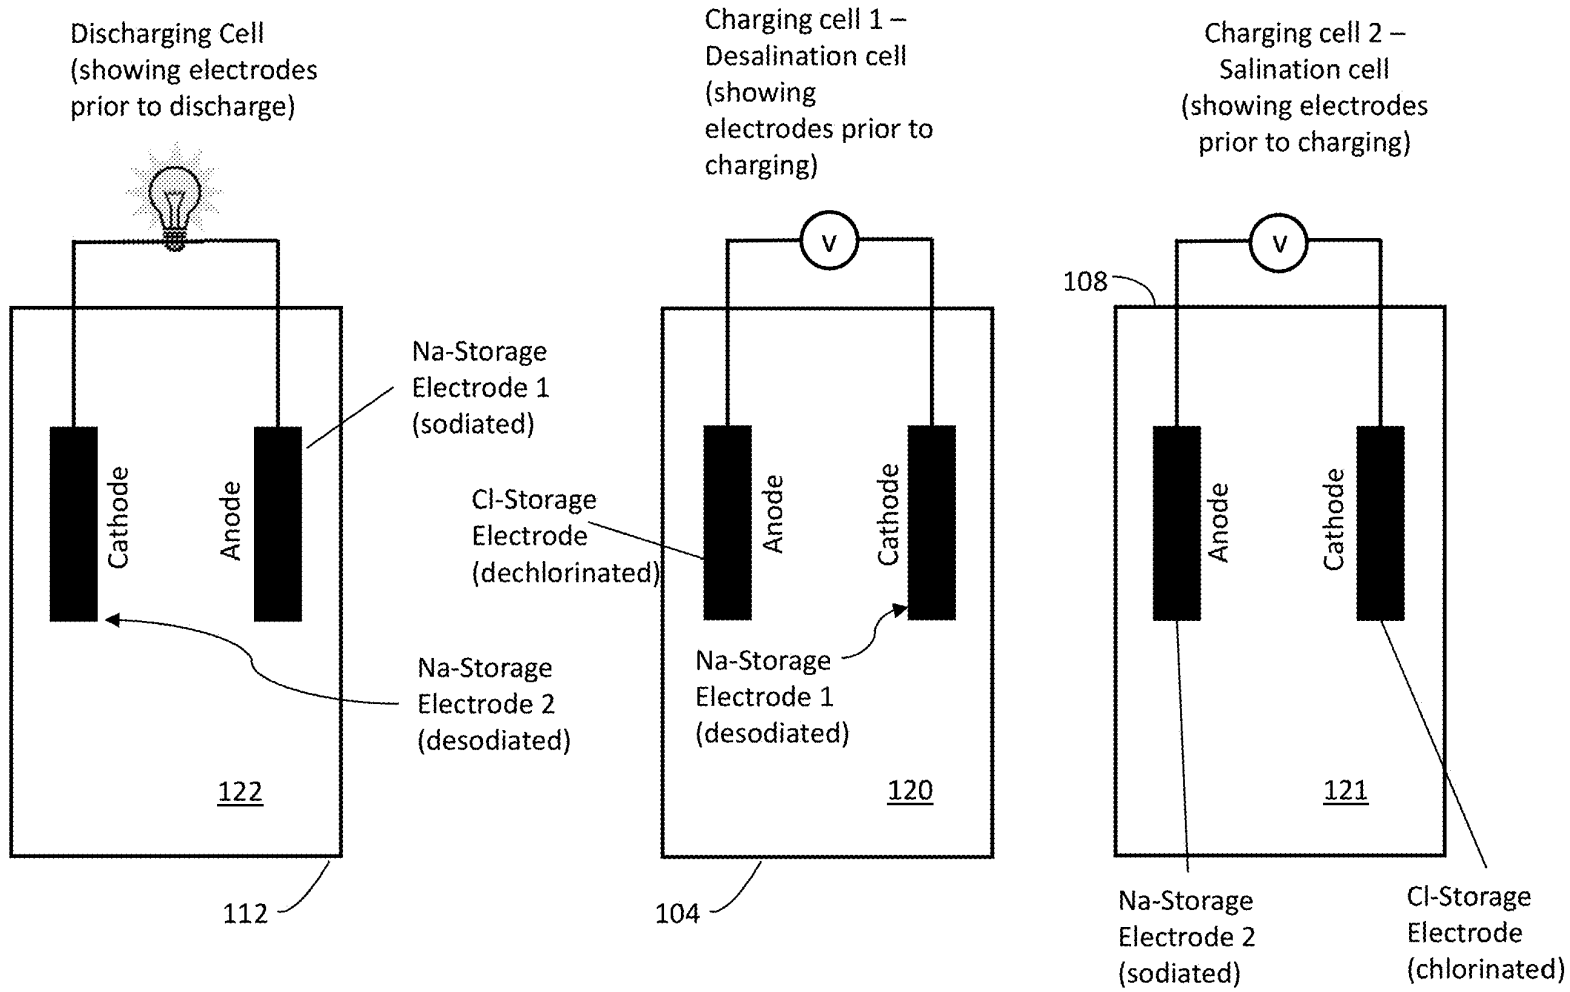 Discharging Cell
(showing electrodes
prior to discharge)
Charging cell 1 –
Desalination cell
(showing
electrodes prior to
charging)
Charging cell 2 –
Salination cell
(showing electrodes
prior to charging)
V
V
108
Na-Storage
Electrode 1
(sodiated)
Cathode
Anode
Cl-Storage
Electrode
(dechlorinated)
Anode
Cathode
Anode
Cathode
Na-Storage
Electrode 2
(desodiated)
Na-Storage
Electrode 1
(desodiated)
122
120
121
112
104
Na-Storage
Electrode 2
(sodiated)
Cl-Storage
Electrode
(chlorinated)